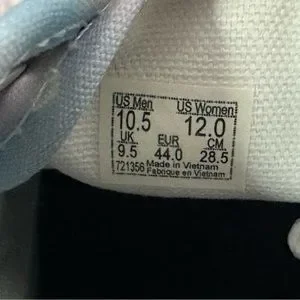 US Men US Women
10.5 12.0
UK EUR CM
9.5 44.0 28.5
721356 Made in Vietnam
Fabrique en Vietnam